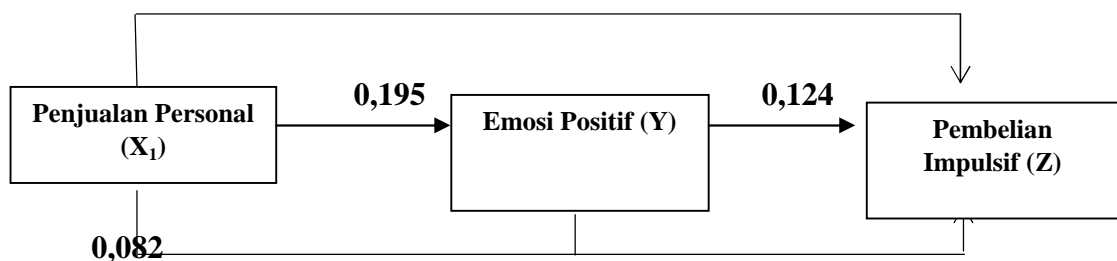 0,195
0,124
Penjualan Personal
(X₁)
Emosi Positif (Y)
Pembelian
Impulsif (Z)
0,082